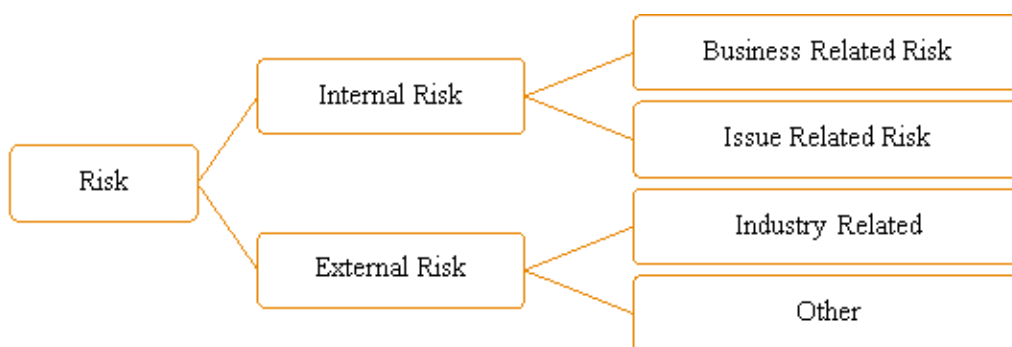 Risk
Internal Risk
Business Related Risk
Issue Related Risk
External Risk
Industry Related
Other